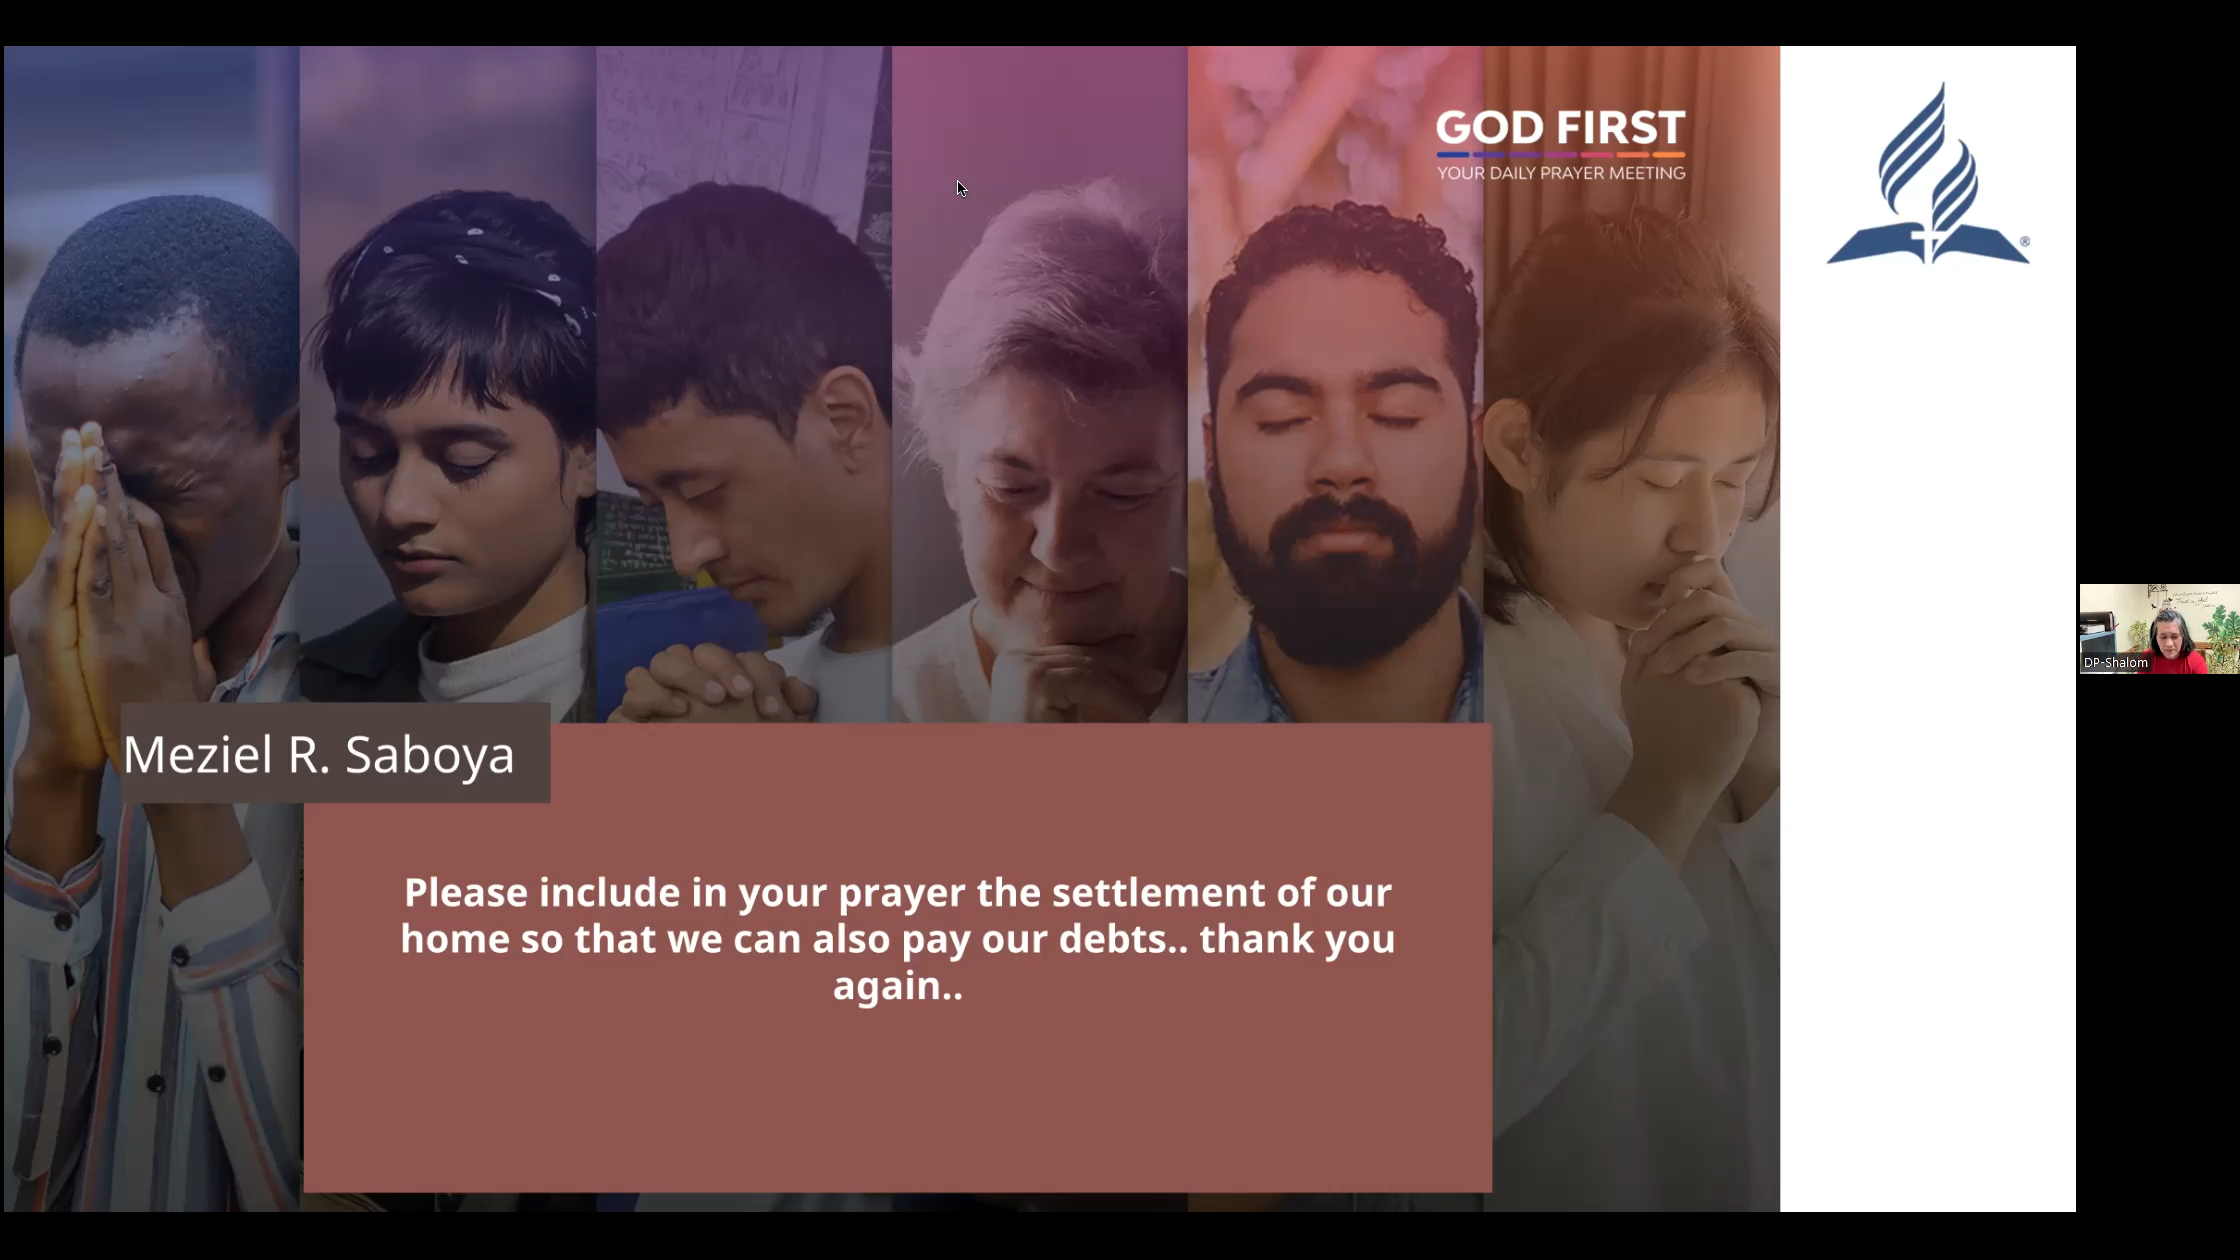 GOD FIRST
YOUR DAILY PRAYER MEETING
®
Meziel R. Saboya
Please include in your prayer the settlement of our
home so that we can also pay our debts.. thank you
again..
DP-Shalom